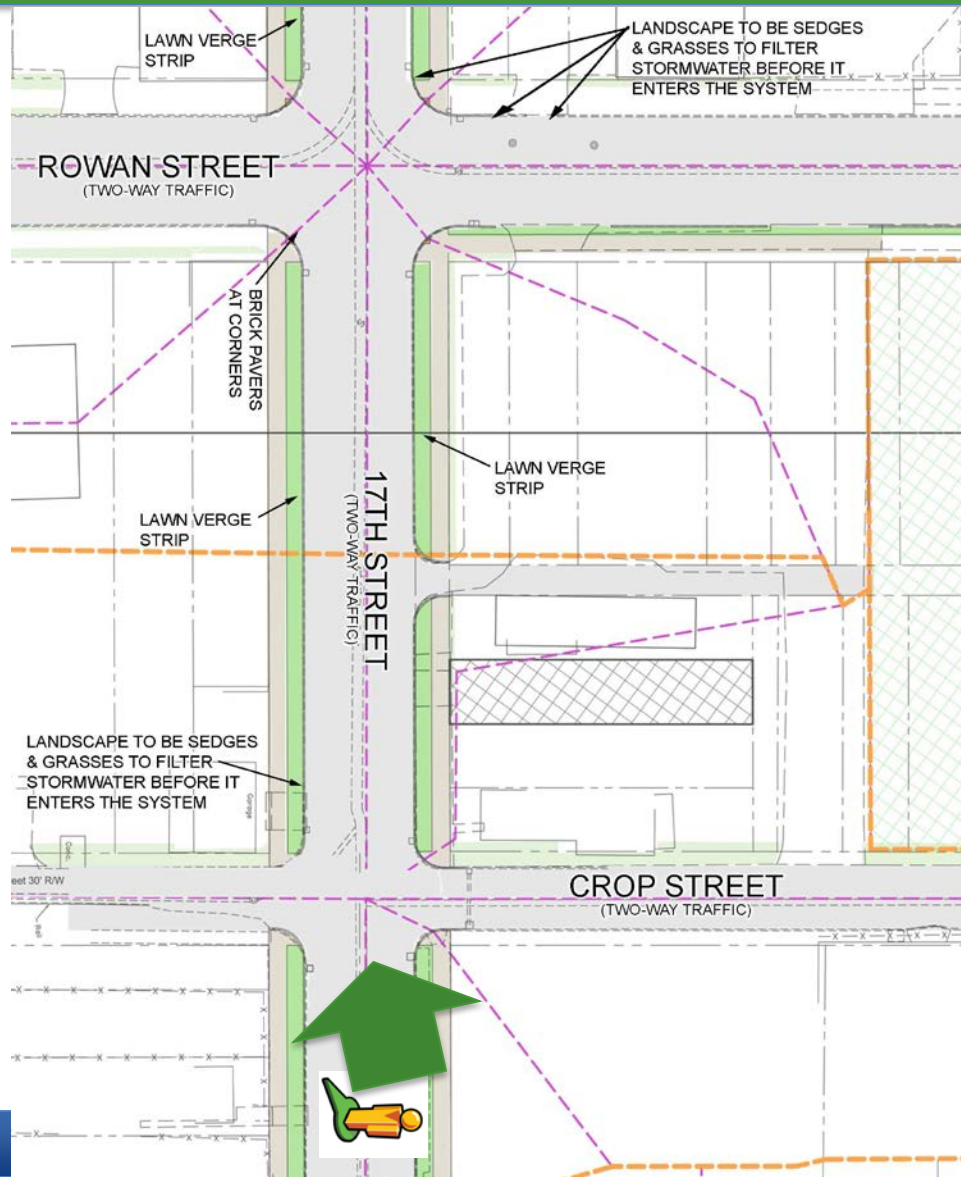 LAWN VERGE
STRIP
LANDSCAPE TO BE SEDGES
& GRASSES TO FILTER
STORMWATER BEFORE IT
ENTERS THE SYSTEM
ROWAN STREET
(TWO-WAY TRAFFIC)
BRICK PAVERS
AT CORNERS
LAWN VERGE
STRIP
17TH STREET
(TWO-WAY TRAFFIC)
LAWN VERGE
STRIP
LANDSCAPE TO BE SEDGES
& GRASSES TO FILTER
STORMWATER BEFORE IT
ENTERS THE SYSTEM
Garage
Conc.
eet 30' R/W
CROP STREET
(TWO-WAY TRAFFIC)